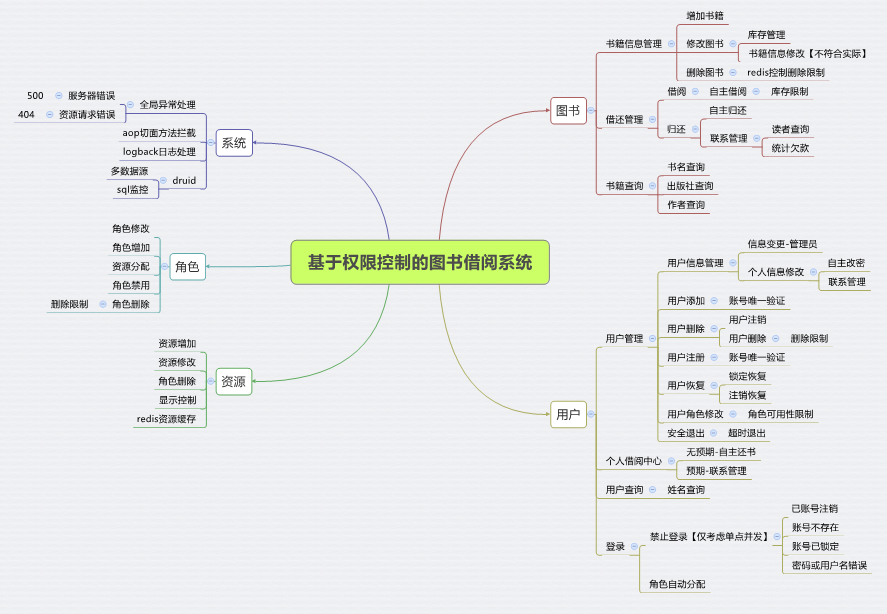 基于权限控制的图书借阅系统
图书
书籍信息管理
增加书籍
修改图书
库存管理
书籍信息修改【不符合实际】
删除图书
redis控制删除限制
借还管理
借阅
自主借阅
库存限制
归还
自主归还
联系管理
读者查询
统计欠款
书籍查询
书名查询
出版社查询
作者查询
用户
用户管理
用户信息管理
信息变更-管理员
个人信息修改
自主改密
联系管理
用户添加
账号唯一验证
用户删除
用户注销
用户删除
删除限制
用户注册
账号唯一验证
用户恢复
锁定恢复
注销恢复
用户角色修改
角色可用性限制
安全退出
超时退出
个人借阅中心
无预期-自主还书
预期-联系管理
用户查询
姓名查询
登录
禁止登录【仅考虑单点并发】
已账号注销
账号不存在
账号已锁定
密码或用户名错误
角色自动分配
系统
全局异常处理
服务器错误
500
资源请求错误
404
aop切面方法拦截
logback日志处理
druid
多数据源
sql监控
角色
角色修改
角色增加
资源分配
角色禁用
角色删除
删除限制
资源
资源增加
资源修改
角色删除
显示控制
redis资源缓存